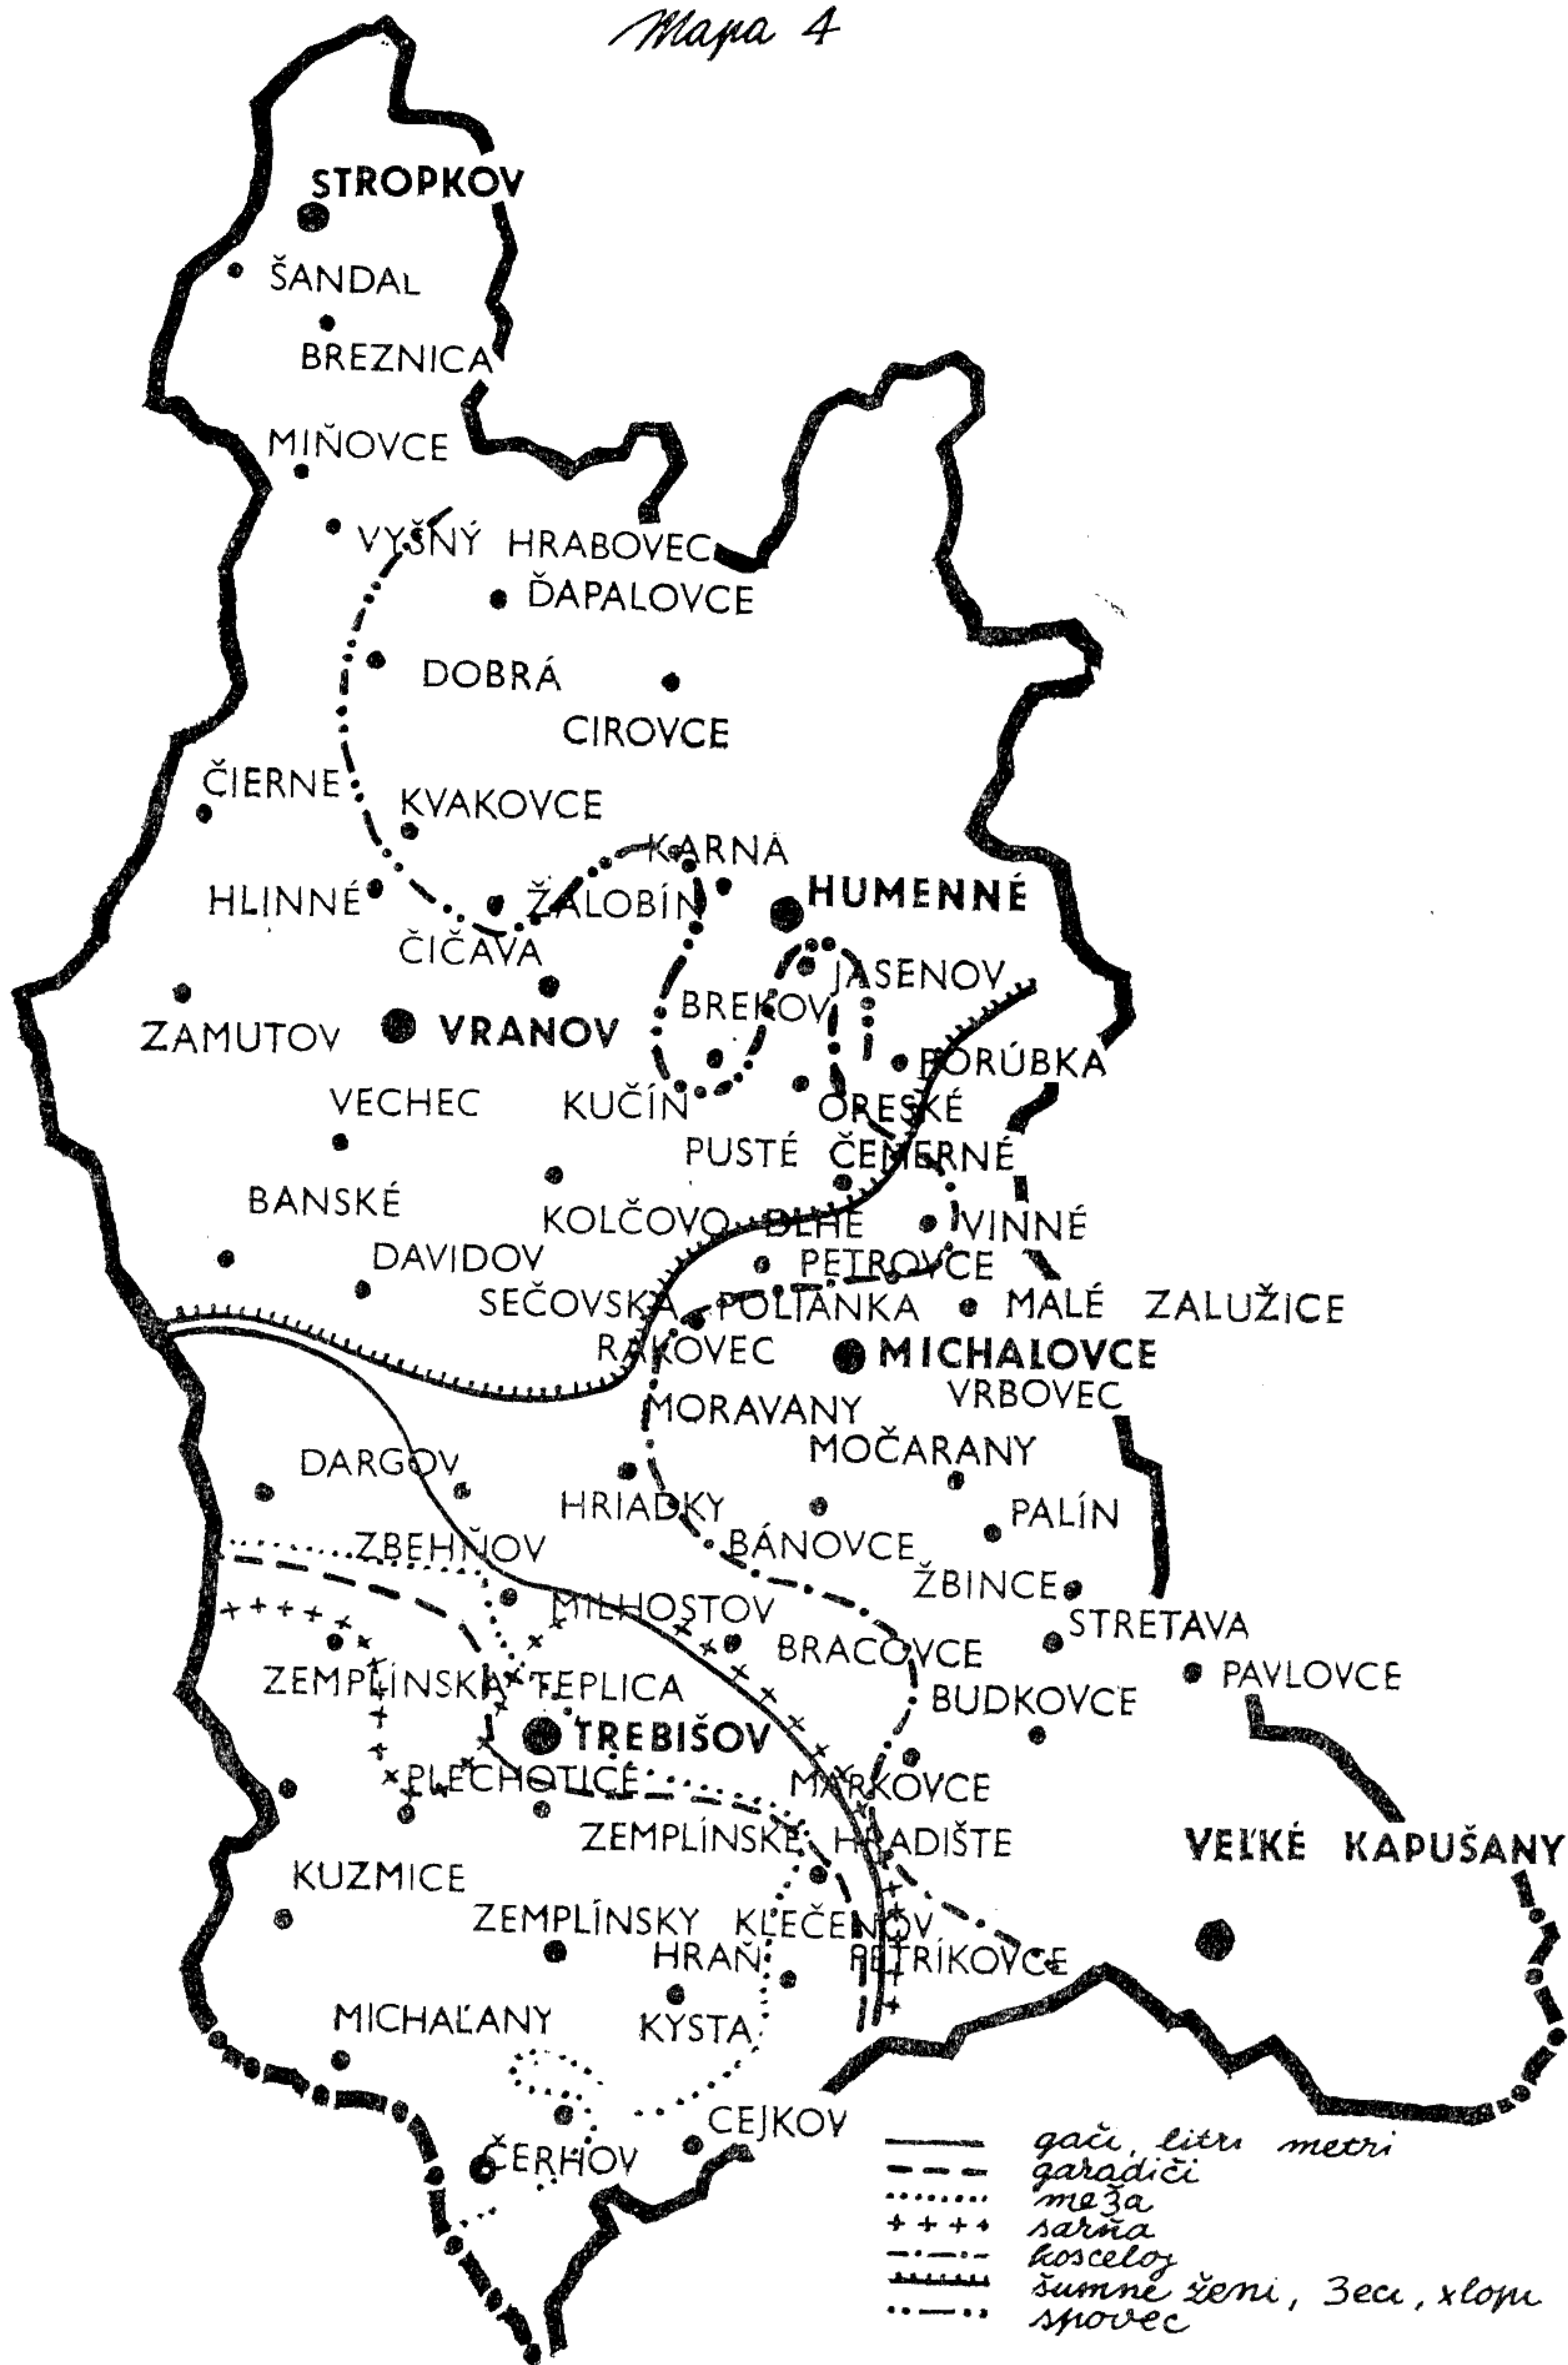 Mapa 4
STROPKOV
ŠANDAL
BREZNICA
MIŇOVCE
VYŠNÝ HRABOVEC
ĎAPALOVCE
DOBRÁ
CIROVCE
ČIERNE
KVAKOVCE
KARNÁ
HLINNÉ
ŽALOBÍN
HUMENNÉ
ČIČAVA
JASENOV
BREKOV
ZAMUTOV
VRANOV
PORÚBKA
VECHEC
KUČÍN
ORESKÉ
PUSTÉ ČEMERNÉ
BANSKÉ
KOLČOVO DLHÉ
VINNÉ
DAVIDOV
PETROVCE
SEČOVSKÁ POLIANKA
MALÉ ZALUŽICE
RAKOVEC
MICHALOVCE
VRBOVEC
MORAVANY
MOČARANY
DARGOV
HRIADKY
PALÍN
ZBEHŇOV
BÁNOVCE
ŽBINCE
MILHOSTOV
STRETAVA
BRACOVCE
ZEMPLÍNSKA TEPLICA
PAVLOVCE
BUDKOVCE
TREBIŠOV
PLECHOTICE
MARKOVCE
ZEMPLÍNSKE HRADIŠTE
VEĽKÉ KAPUŠANY
KUZMICE
ZEMPLÍNSKY KLEČENOV
HRAŇ
PETRÍKOVCE
MICHAĽANY
KYSTA
CEJKOV
ČERHOV
gači, litri metri
garadiči
meʒa
sarňa
kosceloj
šumne ženi, ʒeci, xlopi
spovec